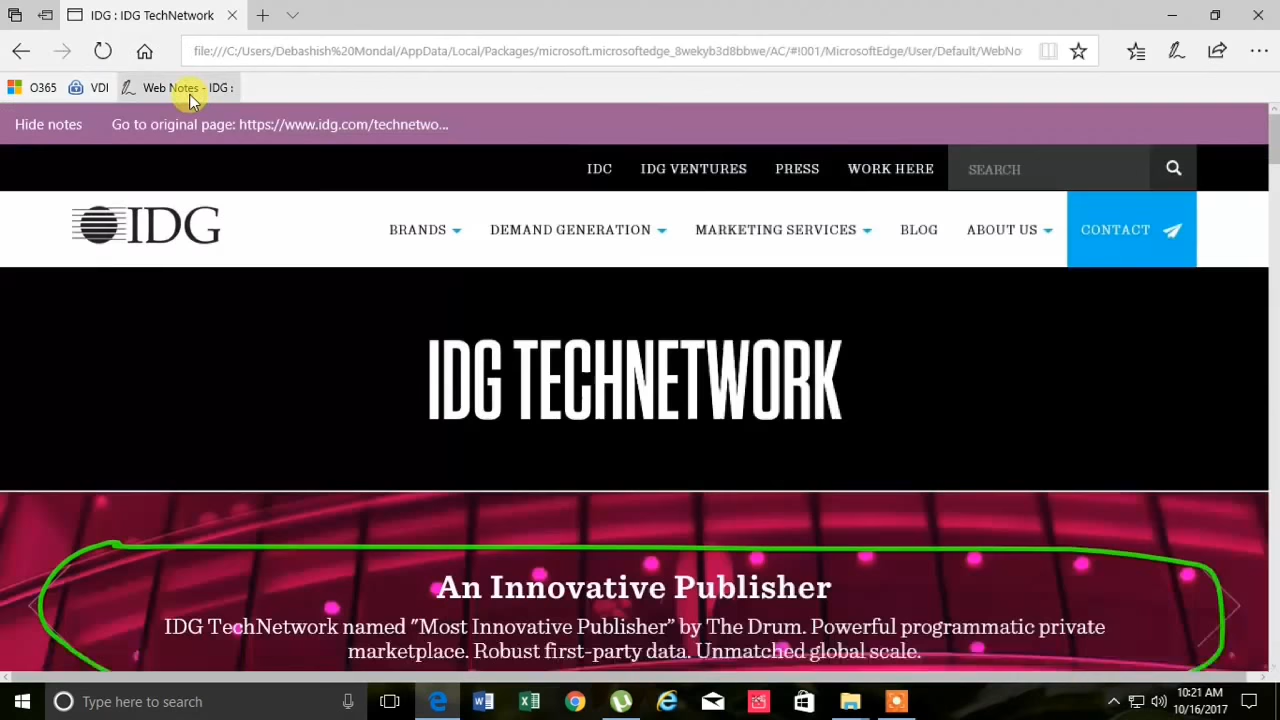 IDG : IDG TechNetwork
file:///C:/Users/Debashish%20Mondal/AppData/Local/Packages/microsoft.microsoftedge_8wekyb3d8bbwe/AC/#!001/MicrosoftEdge/User/Default/WebNo
O365 VDI Web Notes - IDG :
Hide notes Go to original page: https://www.idg.com/technetwo...
IDC IDG VENTURES PRESS WORK HERE SEARCH
IDG
BRANDS DEMAND GENERATION MARKETING SERVICES BLOG ABOUT US CONTACT
IDG TECHNETWORK
An Innovative Publisher
IDG TechNetwork named "Most Innovative Publisher" by The Drum. Powerful programmatic private
marketplace. Robust first-party data. Unmatched global scale.
Type here to search
10:21 AM
10/16/2017